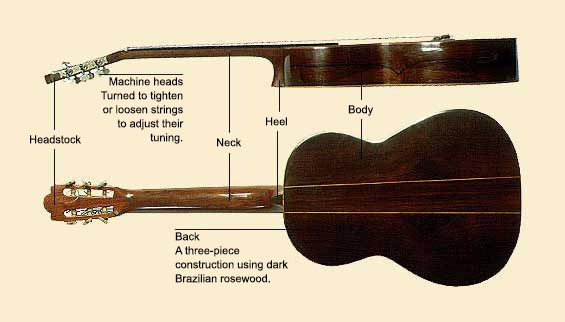 Machine heads
Turned to tighten
or loosen strings
to adjust their
tuning.
Headstock
Neck
Heel
Body
Back
A three-piece
construction using dark
Brazilian rosewood.